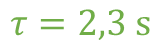 τ = 2,3 s